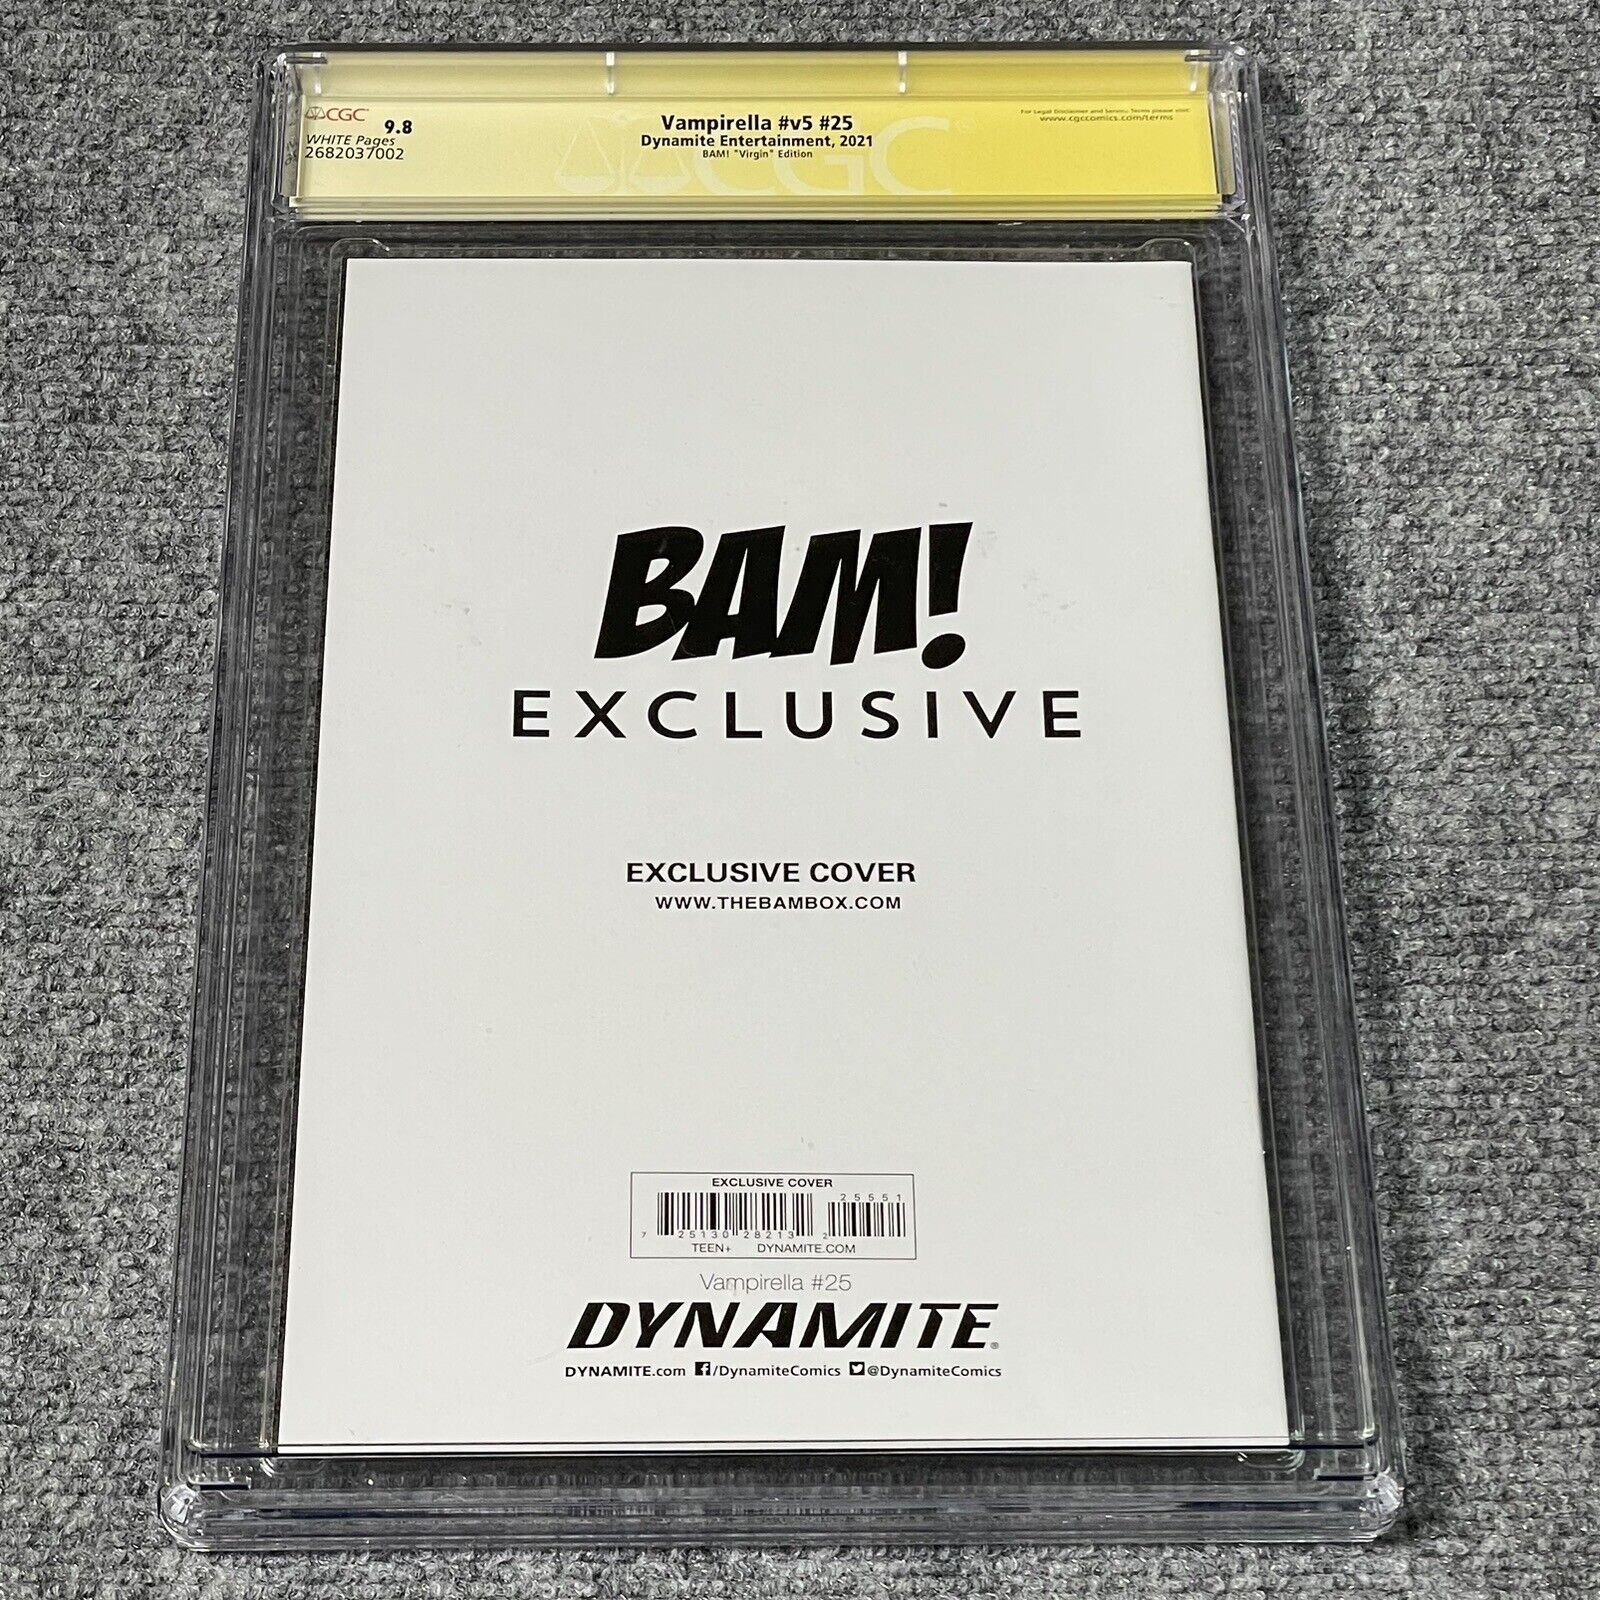 CGC 9.8
WHITE Pages
2682037002
Vampirella #v5 #25
Dynamite Entertainment, 2021
BAM! "Virgin" Edition
For Legal Disclaimer and Service Terms please visit:
www.cgccomics.com/terms
CGC
BAM!
EXCLUSIVE
EXCLUSIVE COVER
WWW.THEBAMBOX.COM
EXCLUSIVE COVER
25551
7 25130 28213 2
TEEN+ DYNAMITE.COM
Vampirella #25
DYNAMITE®
DYNAMITE.com f/DynamiteComics @DynamiteComics